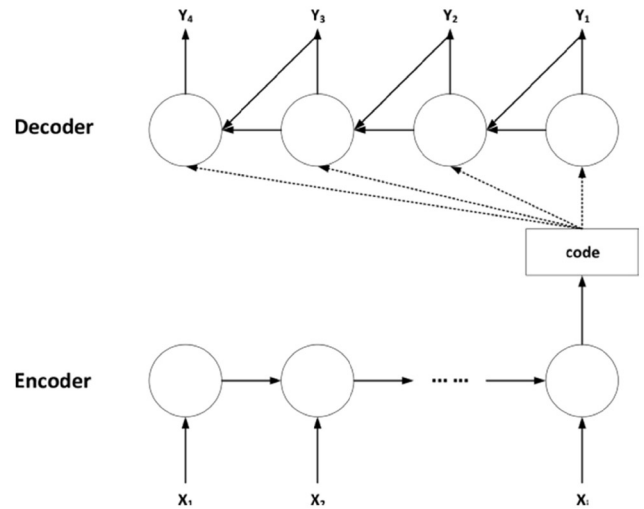 Y₄ Y₃ Y₂ Y₁
Decoder
code
Encoder
... ...
X₁ X₂